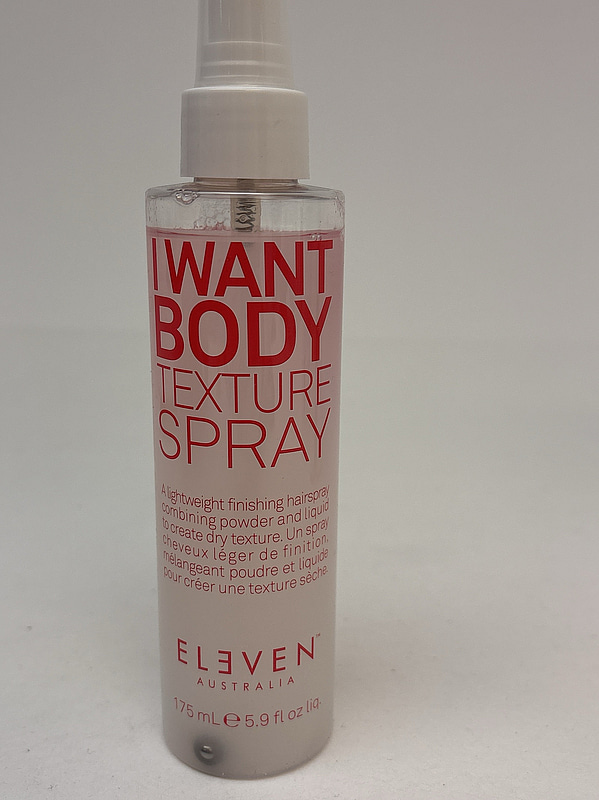 I WANT
BODY
TEXTURE
SPRAY
A lightweight finishing hairspray
combining powder and liquid
to create dry texture. Un spray
cheveux léger de finition,
mélangeant poudre et liquide
pour créer une texture sèche.
ELEVEN™
AUSTRALIA
175 mL ℮ 5.9 fl oz liq.